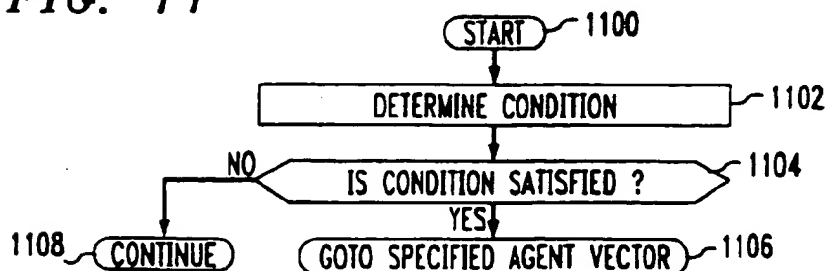 FIG. 11
START 1100
DETERMINE CONDITION 1102
1104
NO IS CONDITION SATISFIED ?
YES
1108 CONTINUE GOTO SPECIFIED AGENT VECTOR 1106